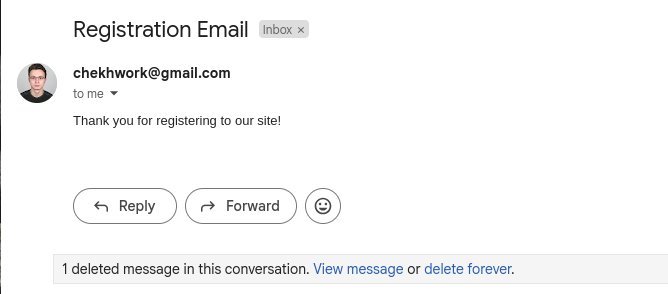 Registration Email Inbox ×
chekhwork@gmail.com
to me
Thank you for registering to our site!
Reply Forward
1 deleted message in this conversation. View message or delete forever.